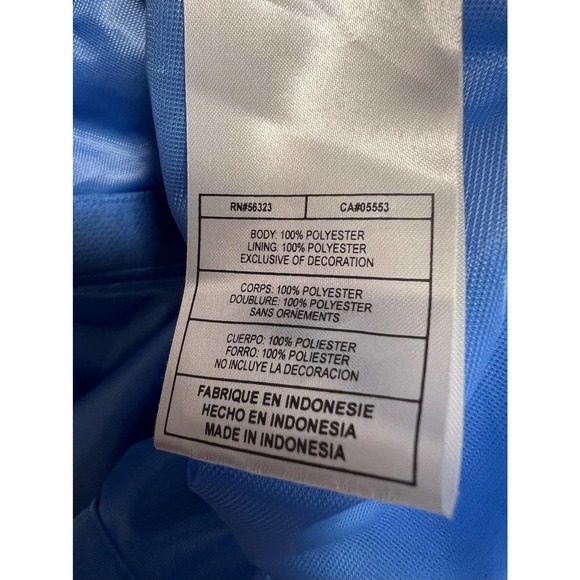 RN#56323 CA#05553
BODY: 100% POLYESTER
LINING: 100% POLYESTER
EXCLUSIVE OF DECORATION
CORPS: 100% POLYESTER
DOUBLURE: 100% POLYESTER
SANS ORNEMENTS
CUERPO: 100% POLIESTER
FORRO: 100% POLIESTER
NO INCLUYE LA DECORACION
FABRIQUE EN INDONESIE
HECHO EN INDONESIA
MADE IN INDONESIA